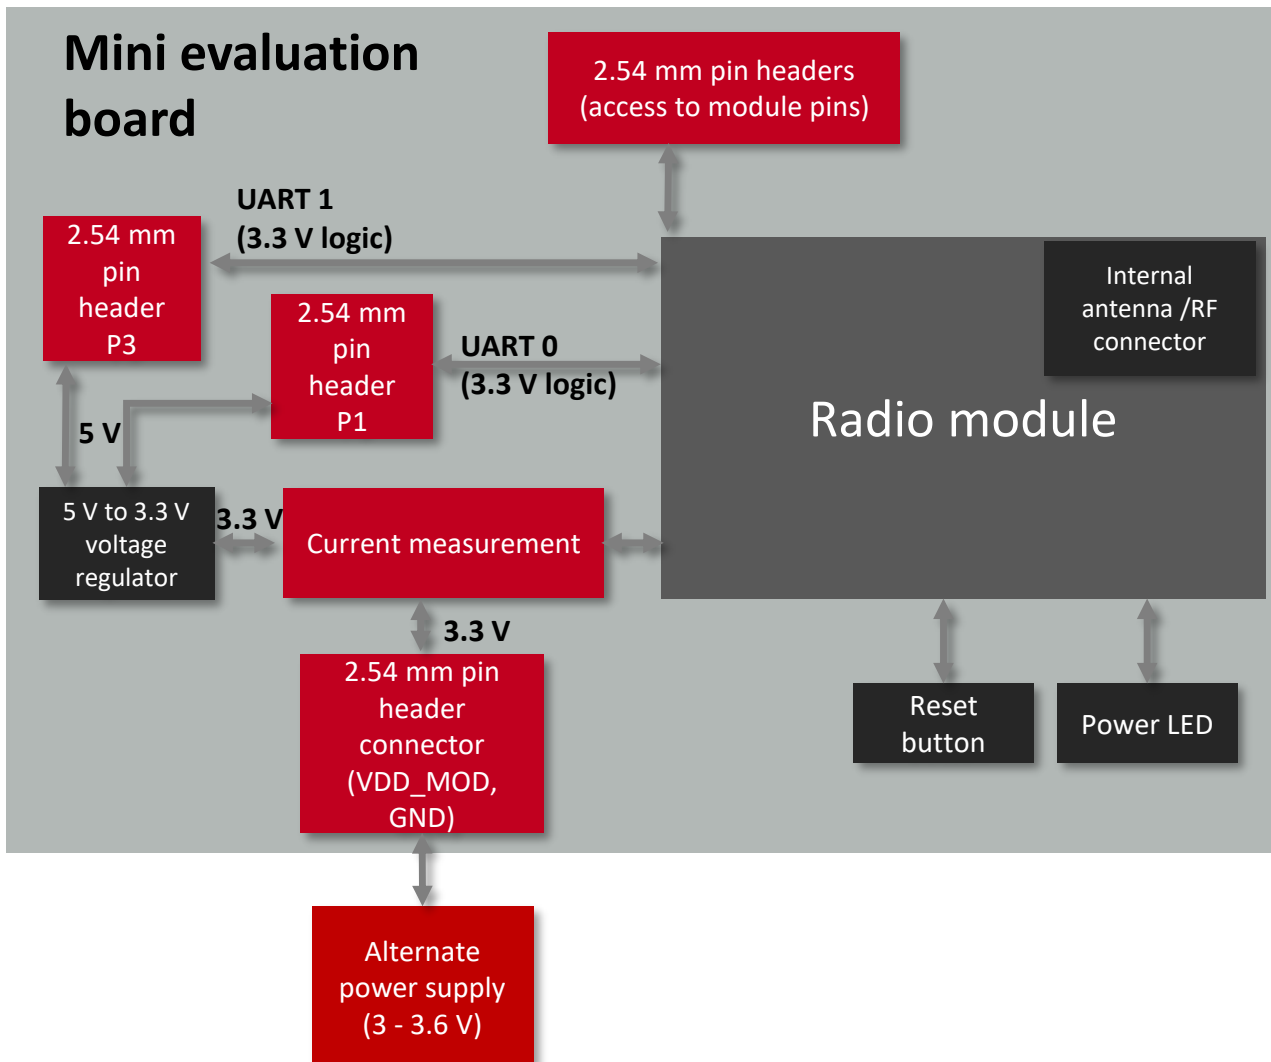 Mini evaluation
board
2.54 mm pin headers
(access to module pins)
UART 1
(3.3 V logic)
2.54 mm
pin
header
P3
2.54 mm
pin
header
P1
UART 0
(3.3 V logic)
Internal
antenna /RF
connector
Radio module
5 V
5 V to 3.3 V
voltage
regulator
3.3 V
Current measurement
3.3 V
2.54 mm pin
header
connector
(VDD_MOD,
GND)
Reset
button
Power LED
Alternate
power supply
(3 - 3.6 V)